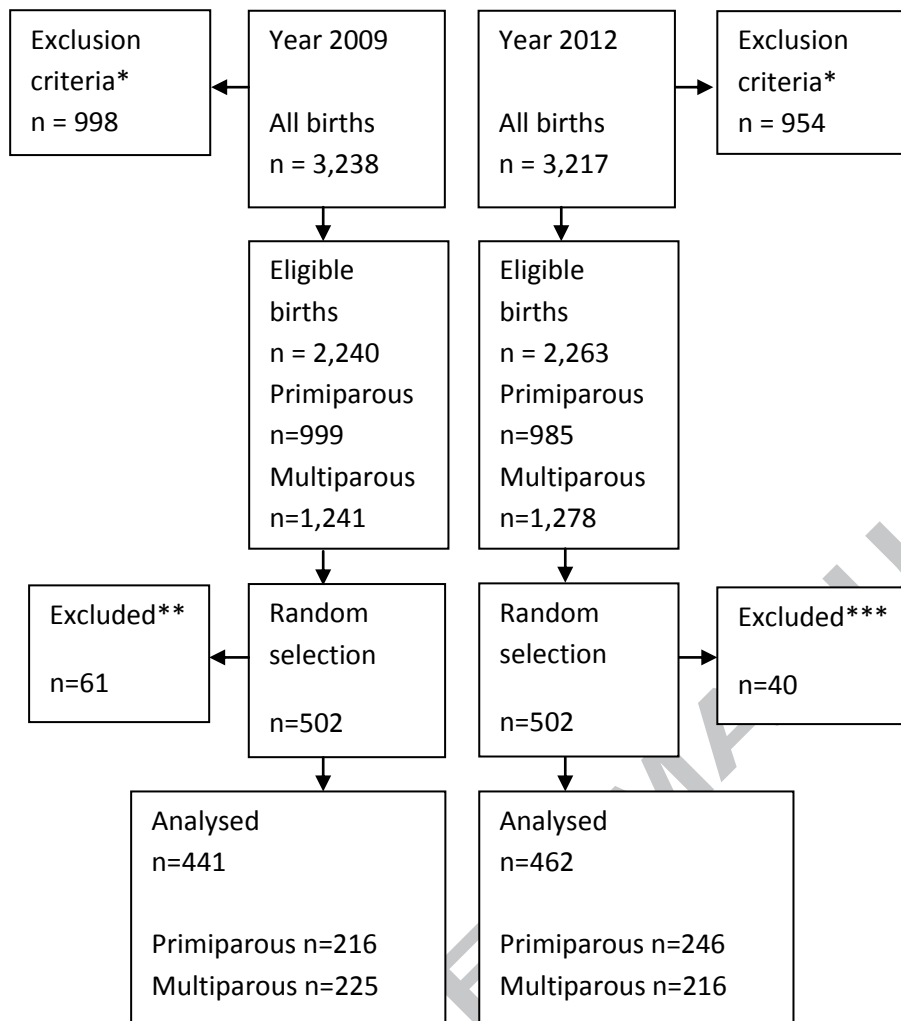 Exclusion
criteria*
n = 998
Year 2009
All births
n = 3,238
Year 2012
All births
n = 3,217
Exclusion
criteria*
n = 954
Eligible
births
n = 2,240
Primiparous
n=999
Multiparous
n=1,241
Eligible
births
n = 2,263
Primiparous
n=985
Multiparous
n=1,278
Excluded**
n=61
Random
selection
n=502
Random
selection
n=502
Excluded***
n=40
Analysed
n=441
Primiparous n=216
Multiparous n=225
Analysed
n=462
Primiparous n=246
Multiparous n=216